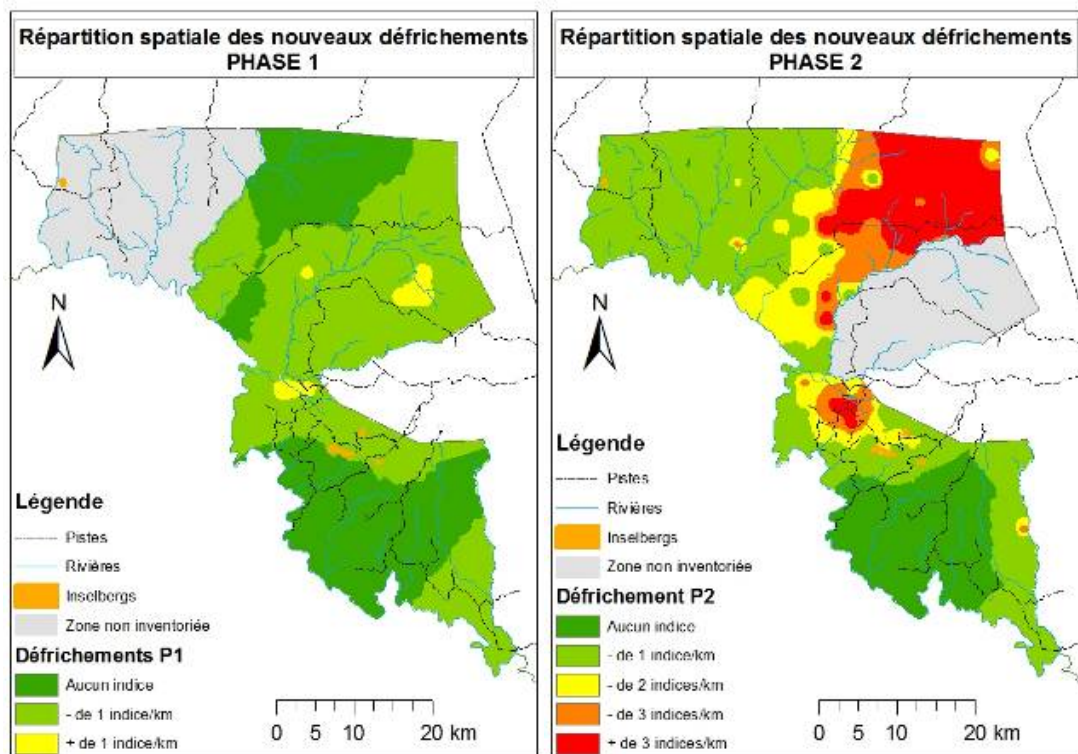 Répartition spatiale des nouveaux défrichements
PHASE 1
N
Légende
Pistes
Rivières
Inselbergs
Zone non inventoriée
Défrichements P1
Aucun indice
- de 1 indice/km
+ de 1 indice/km
0 5 10 20 km
Répartition spatiale des nouveaux défrichements
PHASE 2
N
Légende
Pistes
Rivières
Inselbergs
Zone non inventoriée
Défrichement P2
Aucun indice
- de 1 indice/km
- de 2 indices/km
- de 3 indices/km
+ de 3 indices/km
0 5 10 20 km